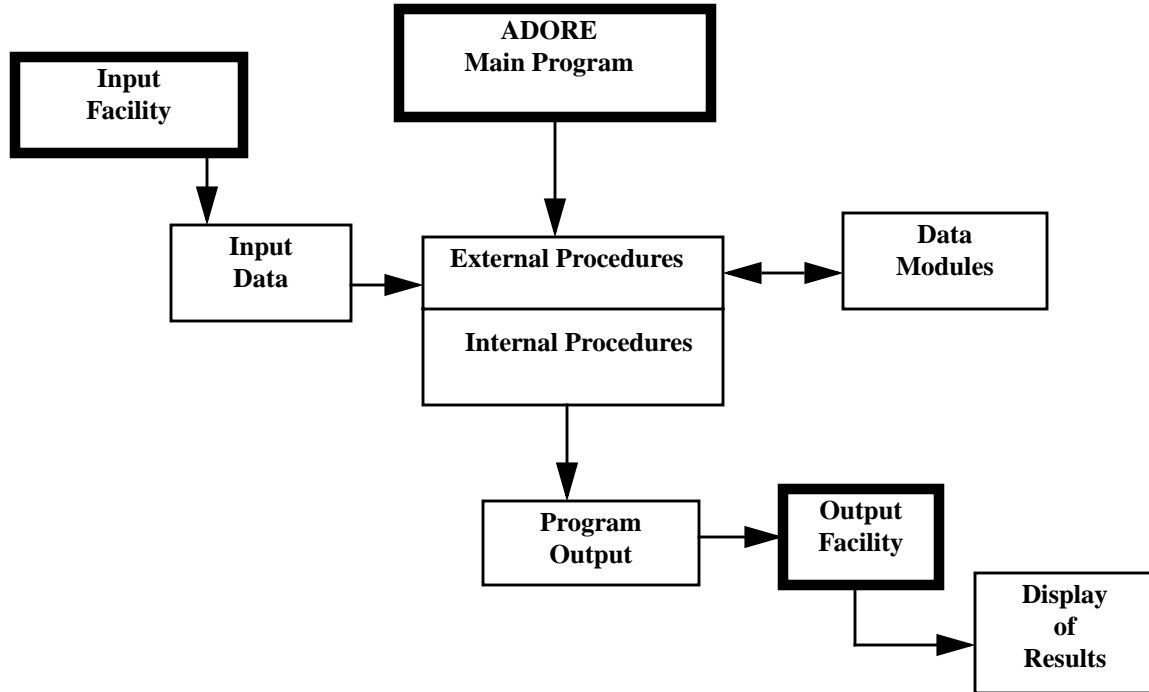 ADORE
Main Program
Input
Facility
Input
Data
External Procedures
Internal Procedures
Data
Modules
Program
Output
Output
Facility
Display
of
Results